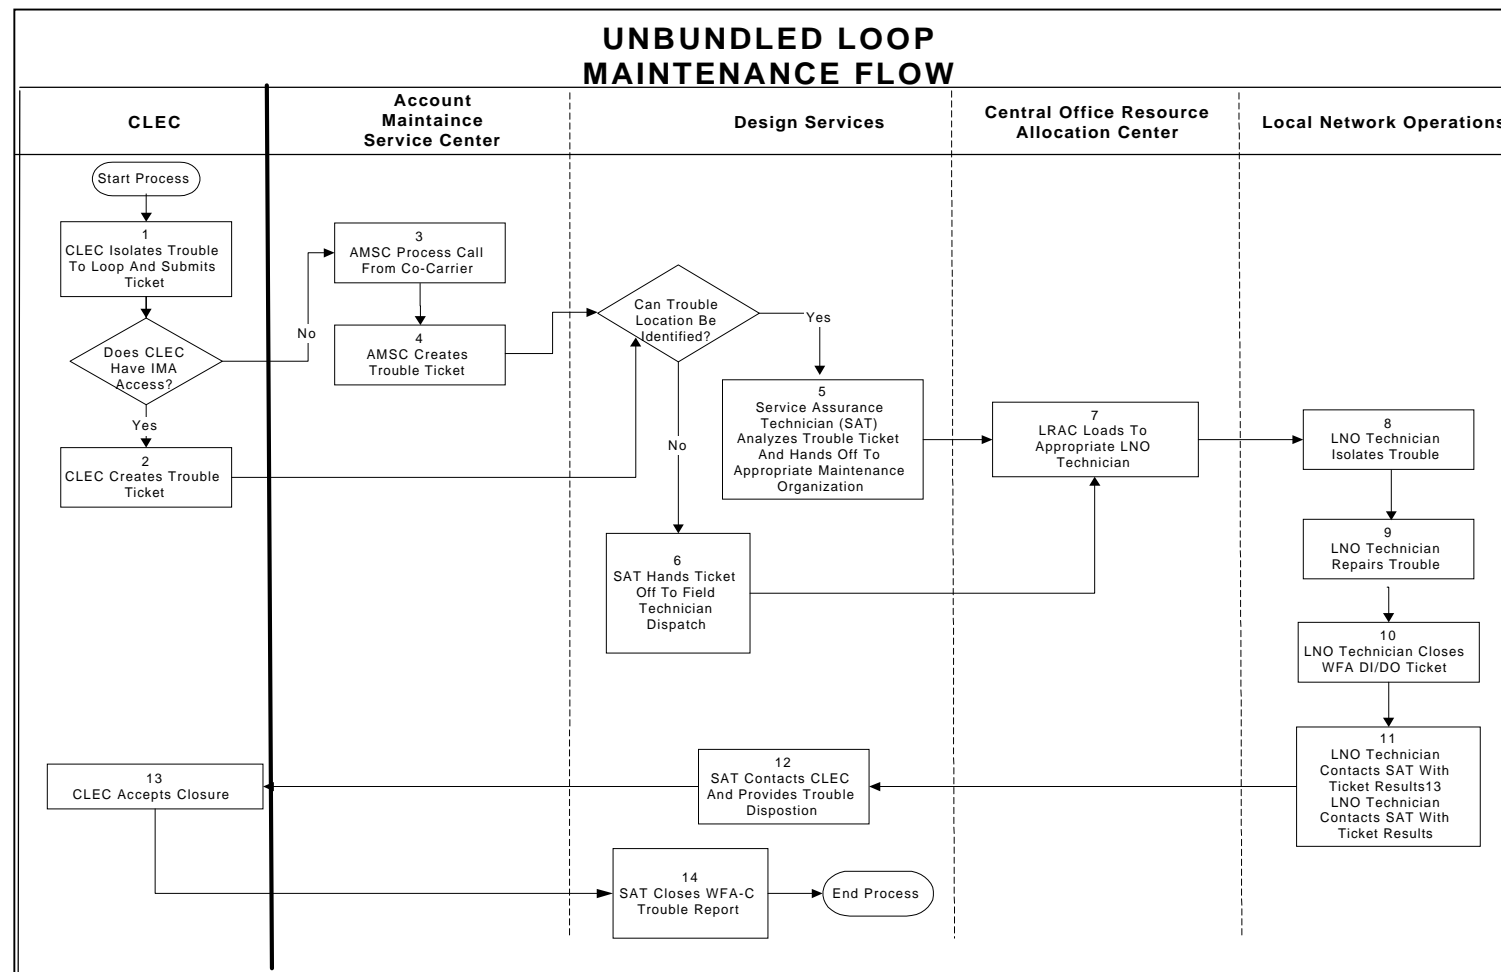 UNBUNDLED LOOP
MAINTENANCE FLOW
CLEC
Account
Maintaince
Service Center
Design Services
Central Office Resource
Allocation Center
Local Network Operations
Start Process
1
CLEC Isolates Trouble
To Loop And Submits
Ticket
Does CLEC
Have IMA
Access?
No
Yes
2
CLEC Creates Trouble
Ticket
3
AMSC Process Call
From Co-Carrier
4
AMSC Creates
Trouble Ticket
Can Trouble
Location Be
Identified?
Yes
No
5
Service Assurance
Technician (SAT)
Analyzes Trouble Ticket
And Hands Off To
Appropriate Maintenance
Organization
6
SAT Hands Ticket
Off To Field
Technician
Dispatch
7
LRAC Loads To
Appropriate LNO
Technician
8
LNO Technician
Isolates Trouble
9
LNO Technician
Repairs Trouble
10
LNO Technician Closes
WFA DI/DO Ticket
11
LNO Technician
Contacts SAT With
Ticket Results13
LNO Technician
Contacts SAT With
Ticket Results
12
SAT Contacts CLEC
And Provides Trouble
Dispostion
13
CLEC Accepts Closure
14
SAT Closes WFA-C
Trouble Report
End Process